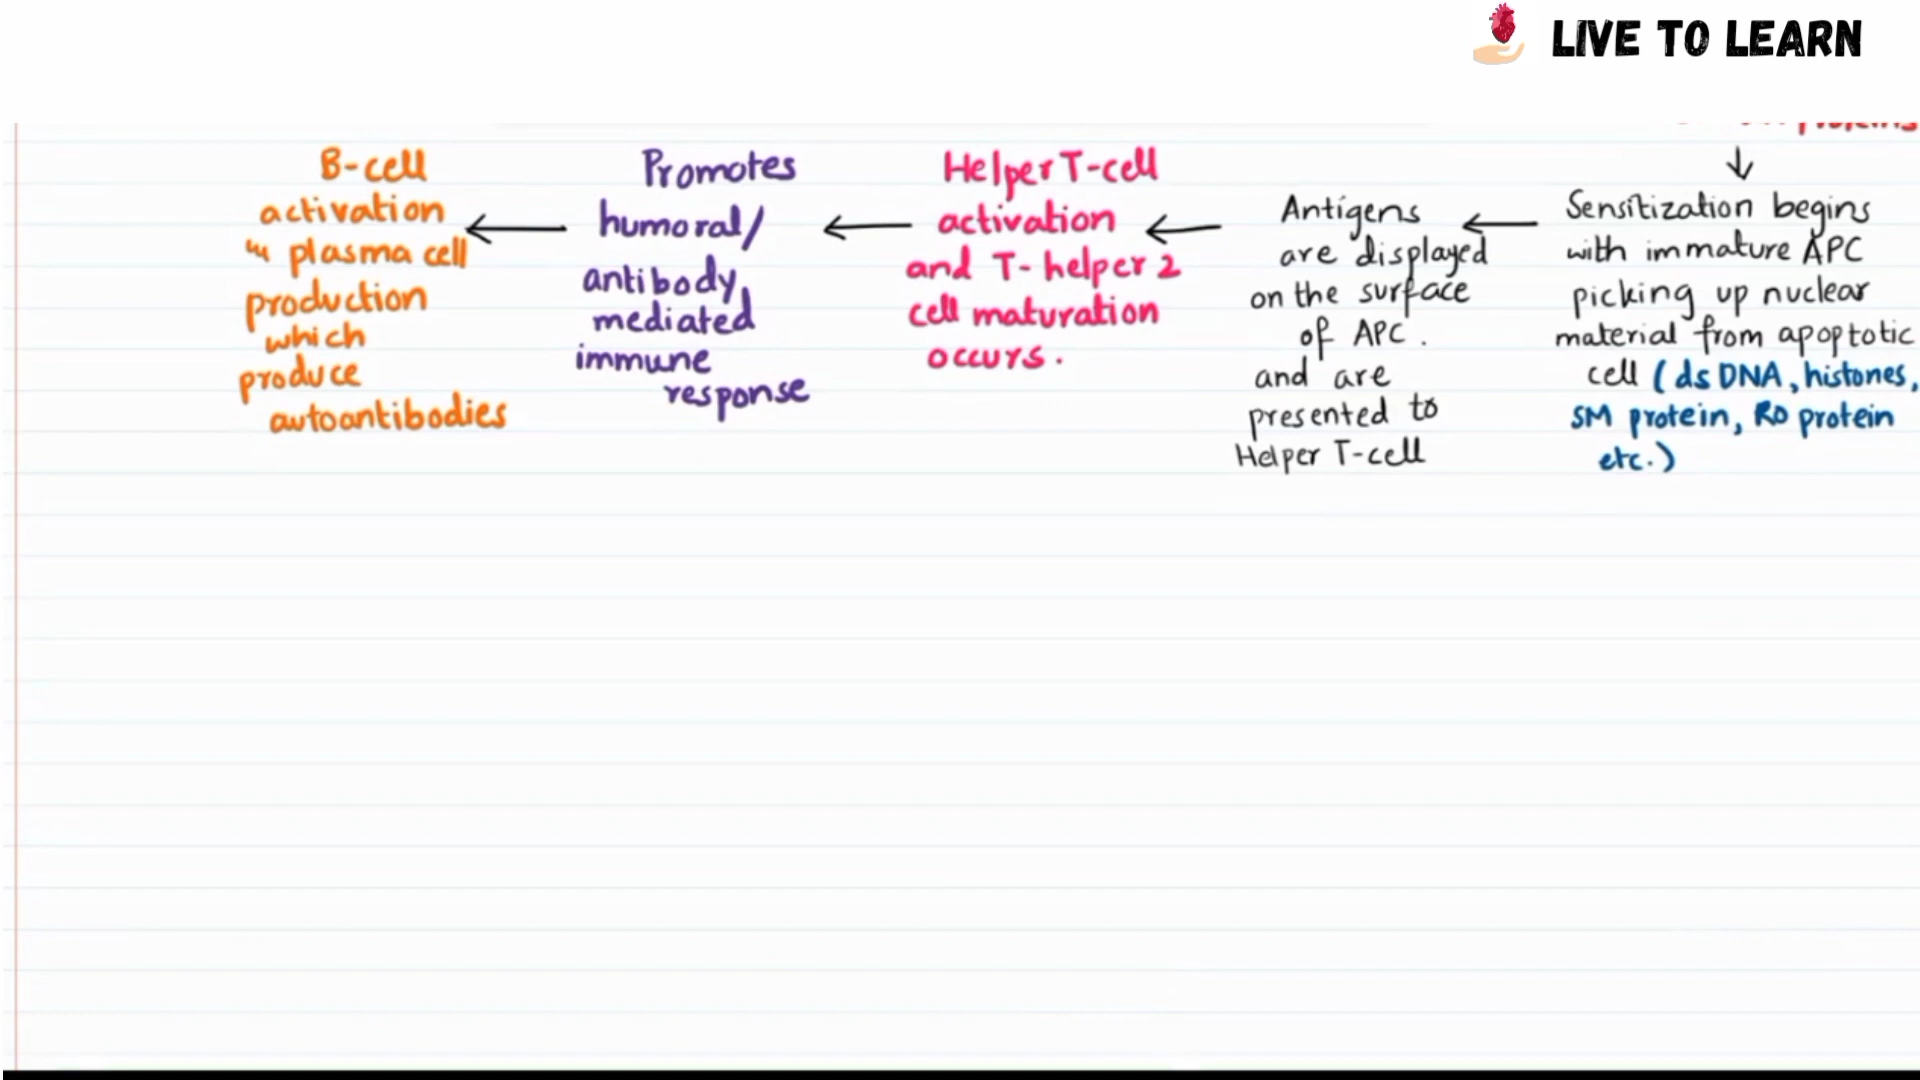 LIVE TO LEARN
proteins
B-cell
activation
↳ plasma cell
production
which
produce
autoantibodies
Promotes
humoral/
antibody
mediated
immune
response
Helper T-cell
activation
and T-helper 2
cell maturation
occurs.
Antigens
are displayed
on the surface
of APC.
and are
presented to
Helper T-cell
Sensitization begins
with immature APC
picking up nuclear
material from apoptotic
cell (ds DNA, histones,
SM protein, RO protein
etc.)